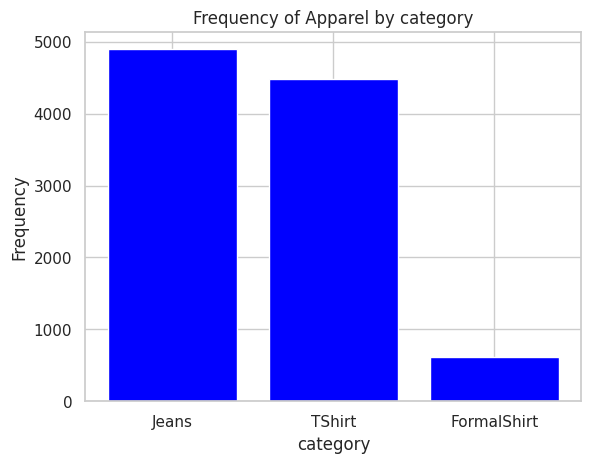 Frequency of Apparel by category
Frequency
5000
4000
3000
2000
1000
0
Jeans TShirt FormalShirt
category